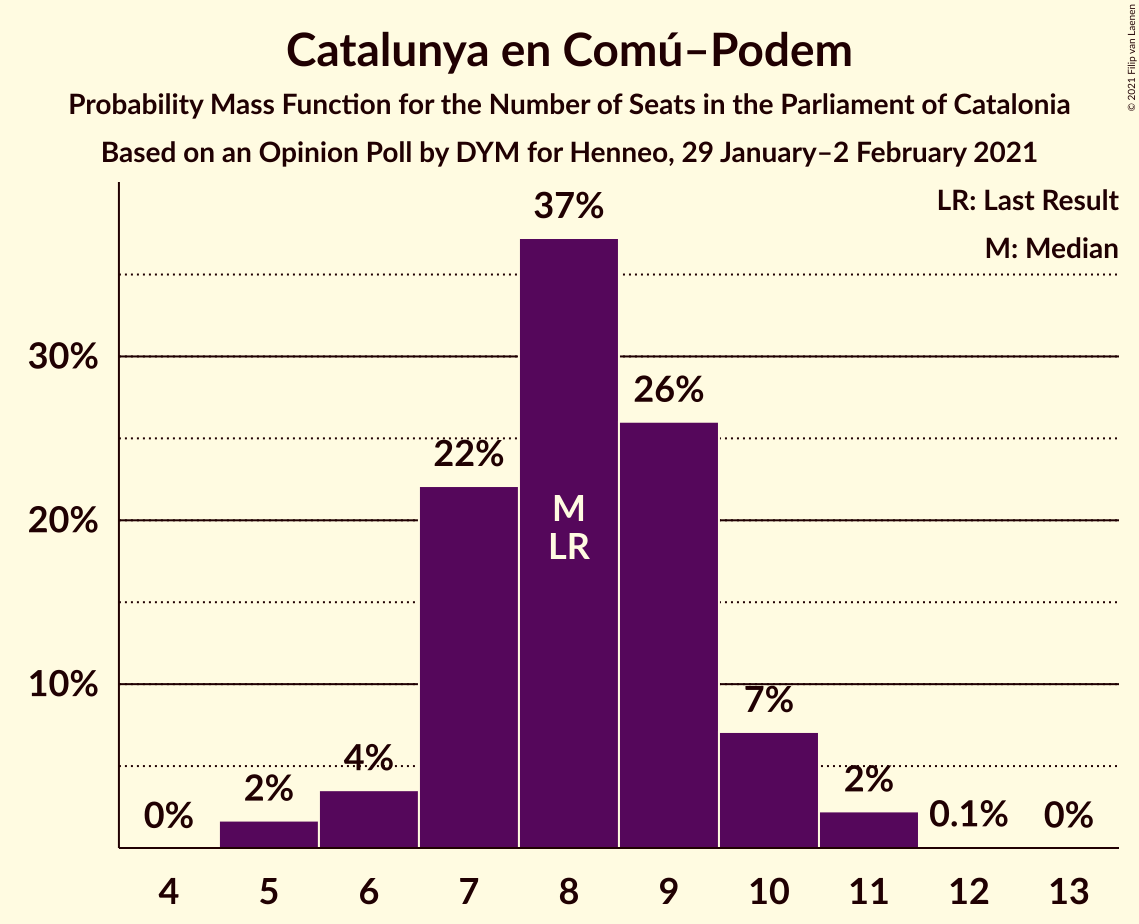 Catalunya en Comú–Podem
Probability Mass Function for the Number of Seats in the Parliament of Catalonia
Based on an Opinion Poll by DYM for Henneo, 29 January–2 February 2021
© 2021 Filip van Laenen
LR: Last Result
M: Median
37%
30%
26%
22%
20%
M
LR
10%
7%
4%
2%
2%
0%
0.1%
0%
4 5 6 7 8 9 10 11 12 13